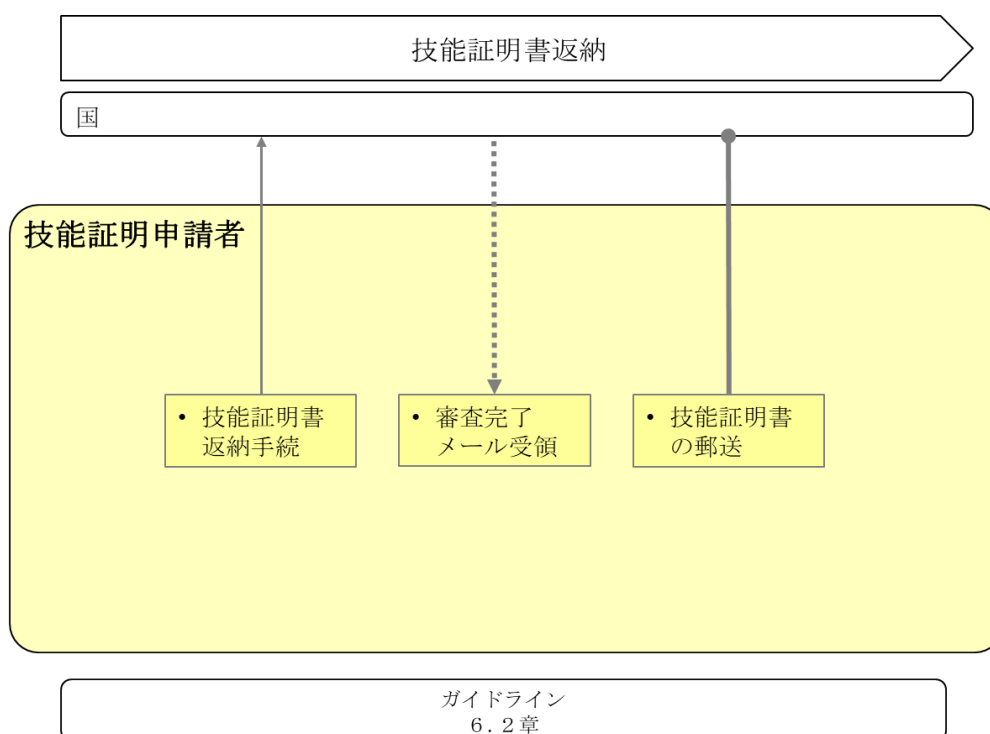 技能証明書返納
国
技能証明申請者
• 技能証明書
返納手続
• 審査完了
メール受領
• 技能証明書
の郵送
ガイドライン
６.２章